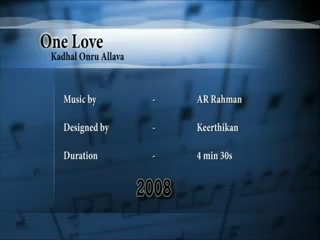 One Love
Kadhal Onru Allava
Music by - AR Rahman
Designed by - Keerthikan
Duration - 4 min 30s
2008